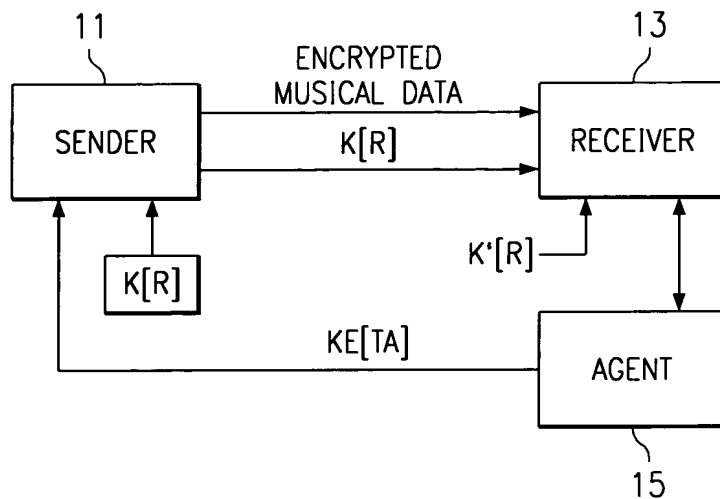 11
13
ENCRYPTED
MUSICAL DATA
SENDER
K[R]
RECEIVER
K'[R]
K[R]
KE[TA]
AGENT
15